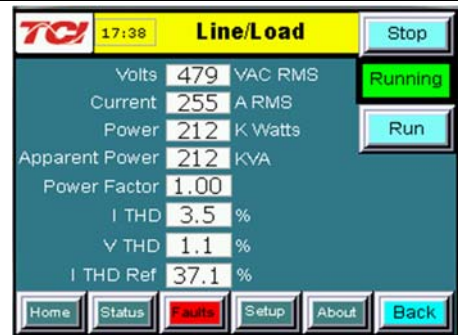 TCI 17:38 Line/Load Stop
Volts 479 VAC RMS Running
Current 255 A RMS
Power 212 K Watts Run
Apparent Power 212 KVA
Power Factor 1.00
I THD 3.5 %
V THD 1.1 %
I THD Ref 37.1 %
Home Status Faults Setup About Back